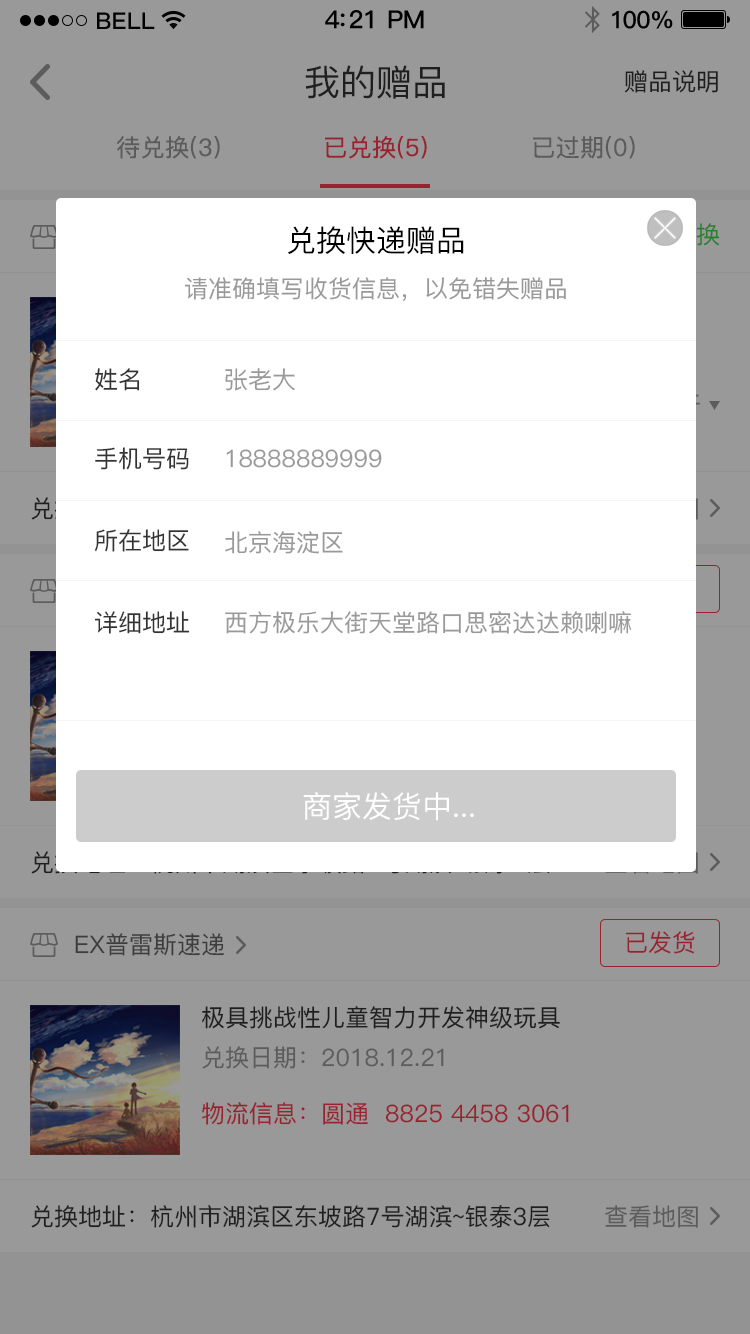 BELL 4:21 PM 100%
我的赠品 赠品说明
待兑换(3) 已兑换(5) 已过期(0)
换
兑换快递赠品
请准确填写收货信息，以免错失赠品
姓名 张老大
手机号码 18888889999
兑
所在地区 北京海淀区
详细地址 西方极乐大街天堂路口思密达达赖喇嘛
商家发货中...
兑
EX普雷斯速递 已发货
极具挑战性儿童智力开发神级玩具
兑换日期：2018.12.21
物流信息：圆通 8825 4458 3061
兑换地址：杭州市湖滨区东坡路7号湖滨~银泰3层 查看地图